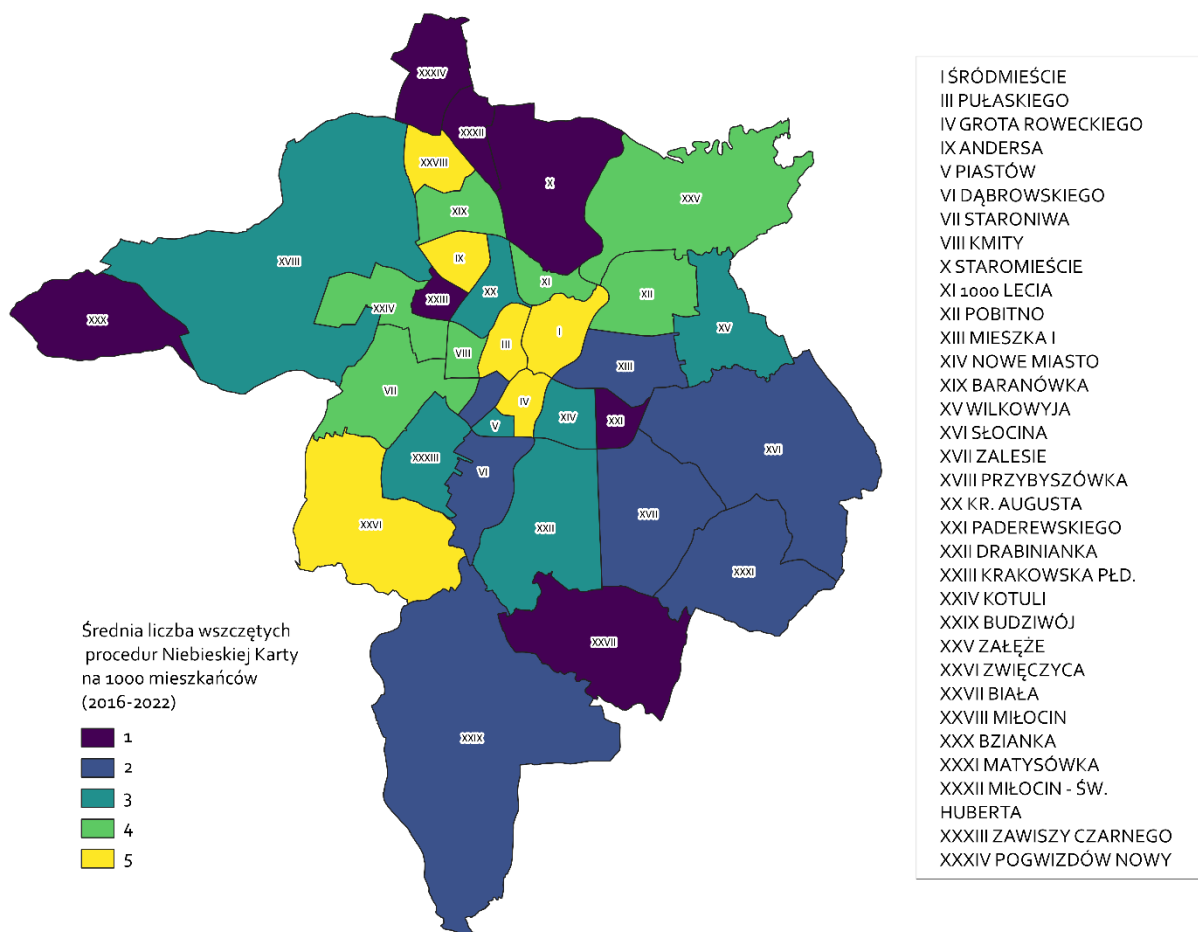 XXXIV
XXXII
XXVIII
X
XXV
XIX
IX
XVIII
XX
XI
XII
XXIII
XXIV
XV
XXX
I
III
VIII
XIII
VII
IV
XIV
XXI
V
XVI
XXXIII
VI
XXII
XVII
XXVI
XXXI
XXVII
XXIX
Średnia liczba wszczętych
procedur Niebieskiej Karty
na 1000 mieszkańców
(2016-2022)
1
2
3
4
5
I ŚRÓDMIEŚCIE
III PUŁASKIEGO
IV GROTA ROWECKIEGO
IX ANDERSA
V PIASTÓW
VI DĄBROWSKIEGO
VII STARONIWA
VIII KMITY
X STAROMIEŚCIE
XI 1000 LECIA
XII POBITNO
XIII MIESZKA I
XIV NOWE MIASTO
XIX BARANÓWKA
XV WILKOWYJA
XVI SŁOCINA
XVII ZALESIE
XVIII PRZYBYSZÓWKA
XX KR. AUGUSTA
XXI PADEREWSKIEGO
XXII DRABINIANKA
XXIII KRAKOWSKA PŁD.
XXIV KOTULI
XXIX BUDZIWÓJ
XXV ZAŁĘŻE
XXVI ZWIĘCZYCA
XXVII BIAŁA
XXVIII MIŁOCIN
XXX BZIANKA
XXXI MATYSÓWKA
XXXII MIŁOCIN - ŚW.
HUBERTA
XXXIII ZAWISZY CZARNEGO
XXXIV POGWIZDÓW NOWY